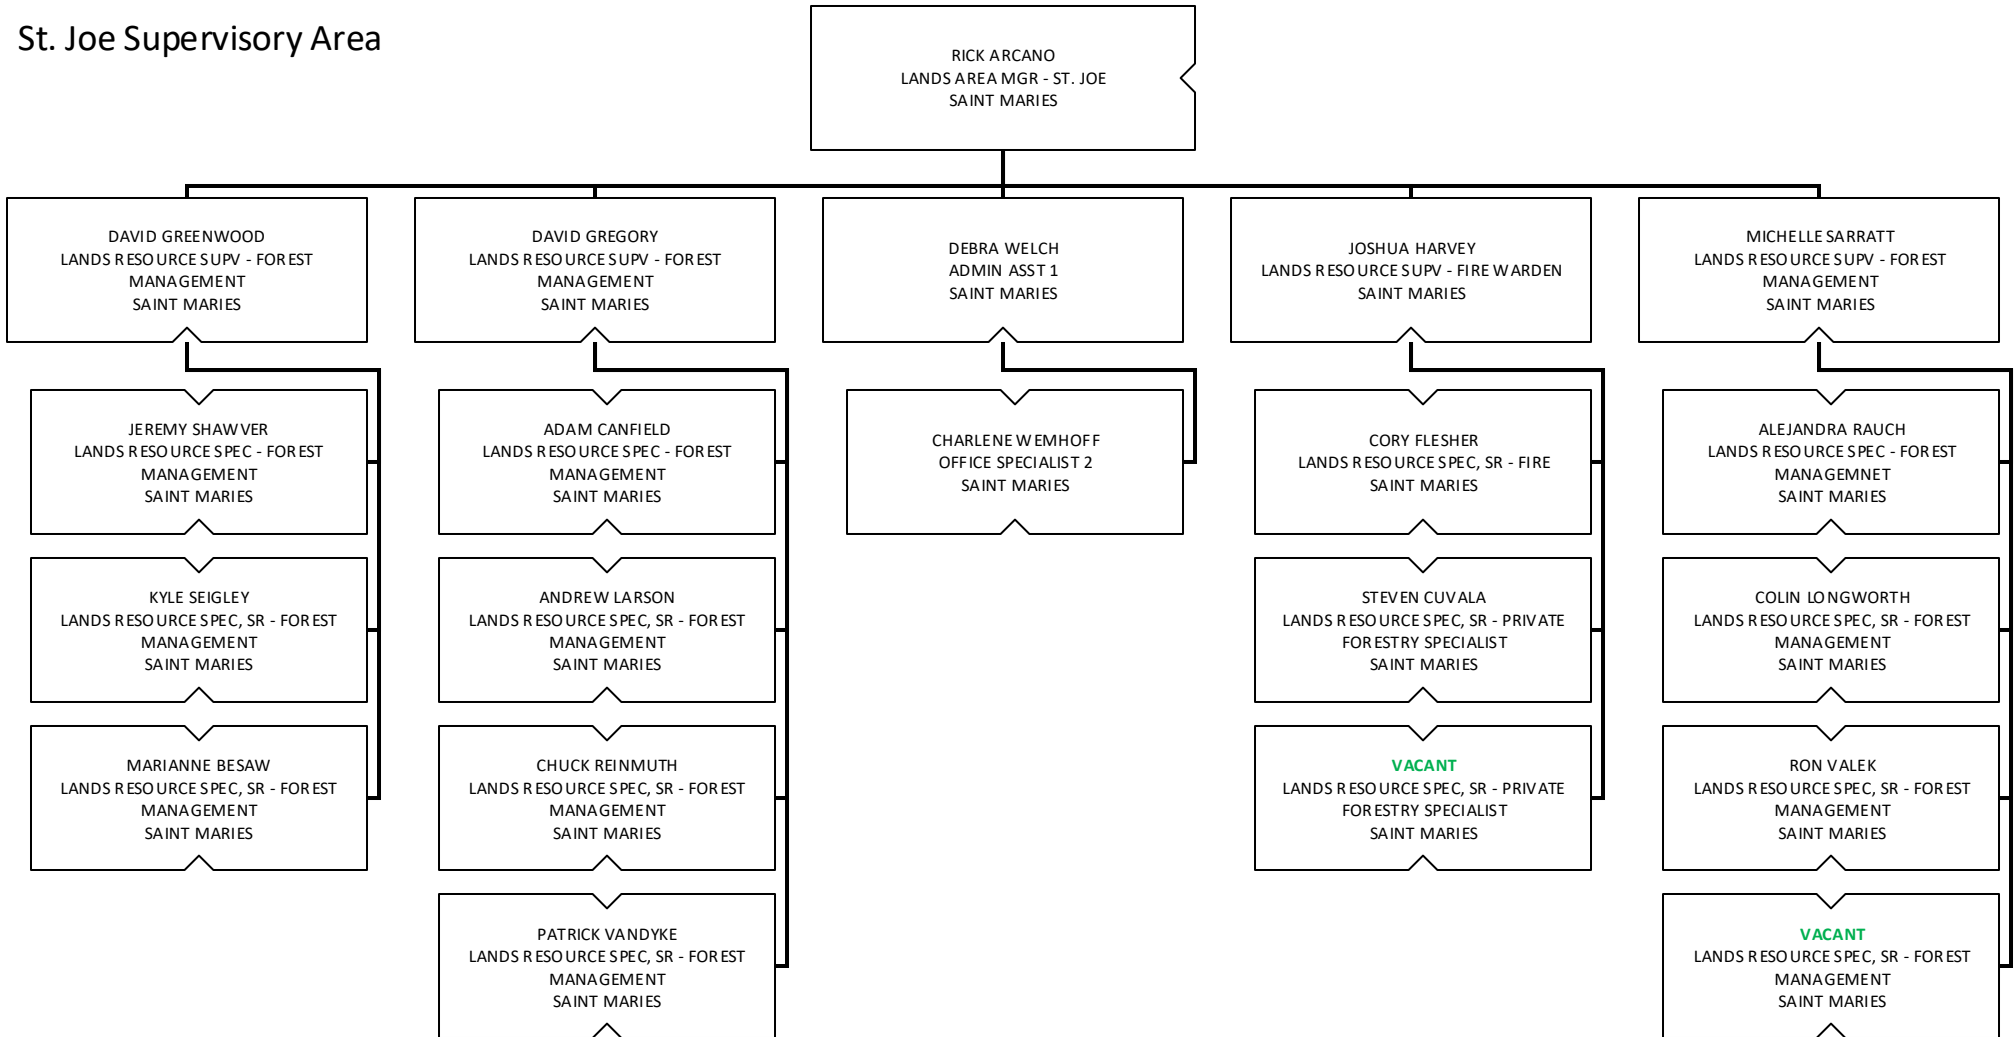 St. Joe Supervisory Area
RICK ARCANO
LANDS AREA MGR - ST. JOE
SAINT MARIES
DAVID GREENWOOD
LANDS RESOURCE SUPV - FOREST
MANAGEMENT
SAINT MARIES
DAVID GREGORY
LANDS RESOURCE SUPV - FOREST
MANAGEMENT
SAINT MARIES
DEBRA WELCH
ADMIN ASST 1
SAINT MARIES
JOSHUA HARVEY
LANDS RESOURCE SUPV - FIRE WARDEN
SAINT MARIES
MICHELLE SARRATT
LANDS RESOURCE SUPV - FOREST
MANAGEMENT
SAINT MARIES
JEREMY SHAWVER
LANDS RESOURCE SPEC - FOREST
MANAGEMENT
SAINT MARIES
ADAM CANFIELD
LANDS RESOURCE SPEC - FOREST
MANAGEMENT
SAINT MARIES
CHARLENE WEMHOFF
OFFICE SPECIALIST 2
SAINT MARIES
CORY FLESHER
LANDS RESOURCE SPEC, SR - FIRE
SAINT MARIES
ALEJANDRA RAUCH
LANDS RESOURCE SPEC - FOREST
MANAGEMNET
SAINT MARIES
KYLE SEIGLEY
LANDS RESOURCE SPEC, SR - FOREST
MANAGEMENT
SAINT MARIES
ANDREW LARSON
LANDS RESOURCE SPEC, SR - FOREST
MANAGEMENT
SAINT MARIES
STEVEN CUVALA
LANDS RESOURCE SPEC, SR - PRIVATE
FORESTRY SPECIALIST
SAINT MARIES
COLIN LONGWORTH
LANDS RESOURCE SPEC, SR - FOREST
MANAGEMENT
SAINT MARIES
MARIANNE BESAW
LANDS RESOURCE SPEC, SR - FOREST
MANAGEMENT
SAINT MARIES
CHUCK REINMUTH
LANDS RESOURCE SPEC, SR - FOREST
MANAGEMENT
SAINT MARIES
VACANT
LANDS RESOURCE SPEC, SR - PRIVATE
FORESTRY SPECIALIST
SAINT MARIES
RON VALEK
LANDS RESOURCE SPEC, SR - FOREST
MANAGEMENT
SAINT MARIES
PATRICK VANDYKE
LANDS RESOURCE SPEC, SR - FOREST
MANAGEMENT
SAINT MARIES
VACANT
LANDS RESOURCE SPEC, SR - FOREST
MANAGEMENT
SAINT MARIES